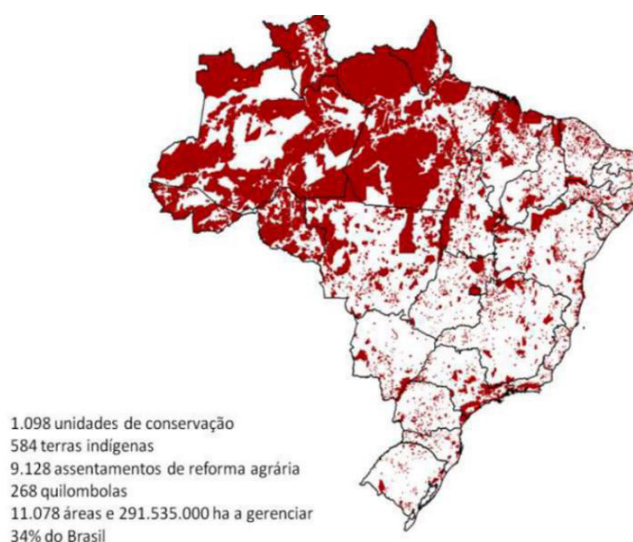 1.098 unidades de conservação
584 terras indígenas
9.128 assentamentos de reforma agrária
268 quilombolas
11.078 áreas e 291.535.000 ha a gerenciar
34% do Brasil